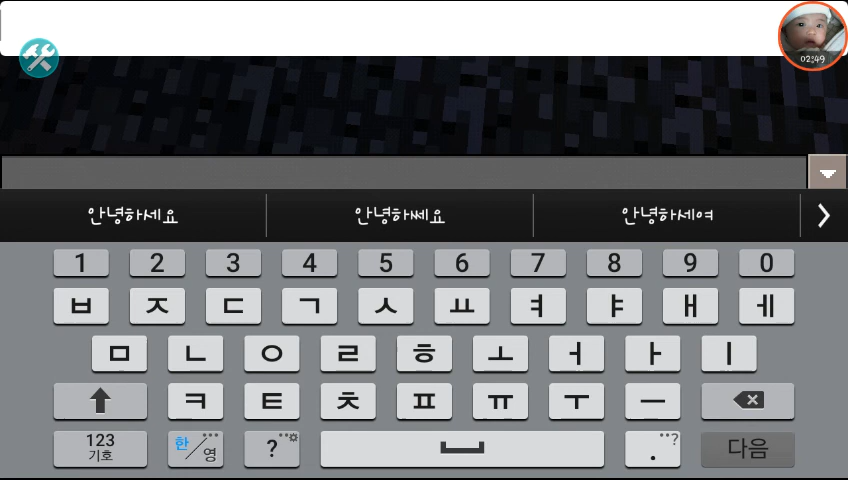 02:49
안녕하세요 안녕하쎄요 안녕하세여
1 2 3 4 5 6 7 8 9 0
ㅂ ㅈ ㄷ ㄱ ㅅ ㅛ ㅕ ㅑ ㅐ ㅔ
ㅁ ㄴ ㅇ ㄹ ㅎ ㅗ ㅓ ㅏ ㅣ
ㅋ ㅌ ㅊ ㅍ ㅠ ㅜ ㅡ
123 한/영 ? . ? 다음
기호